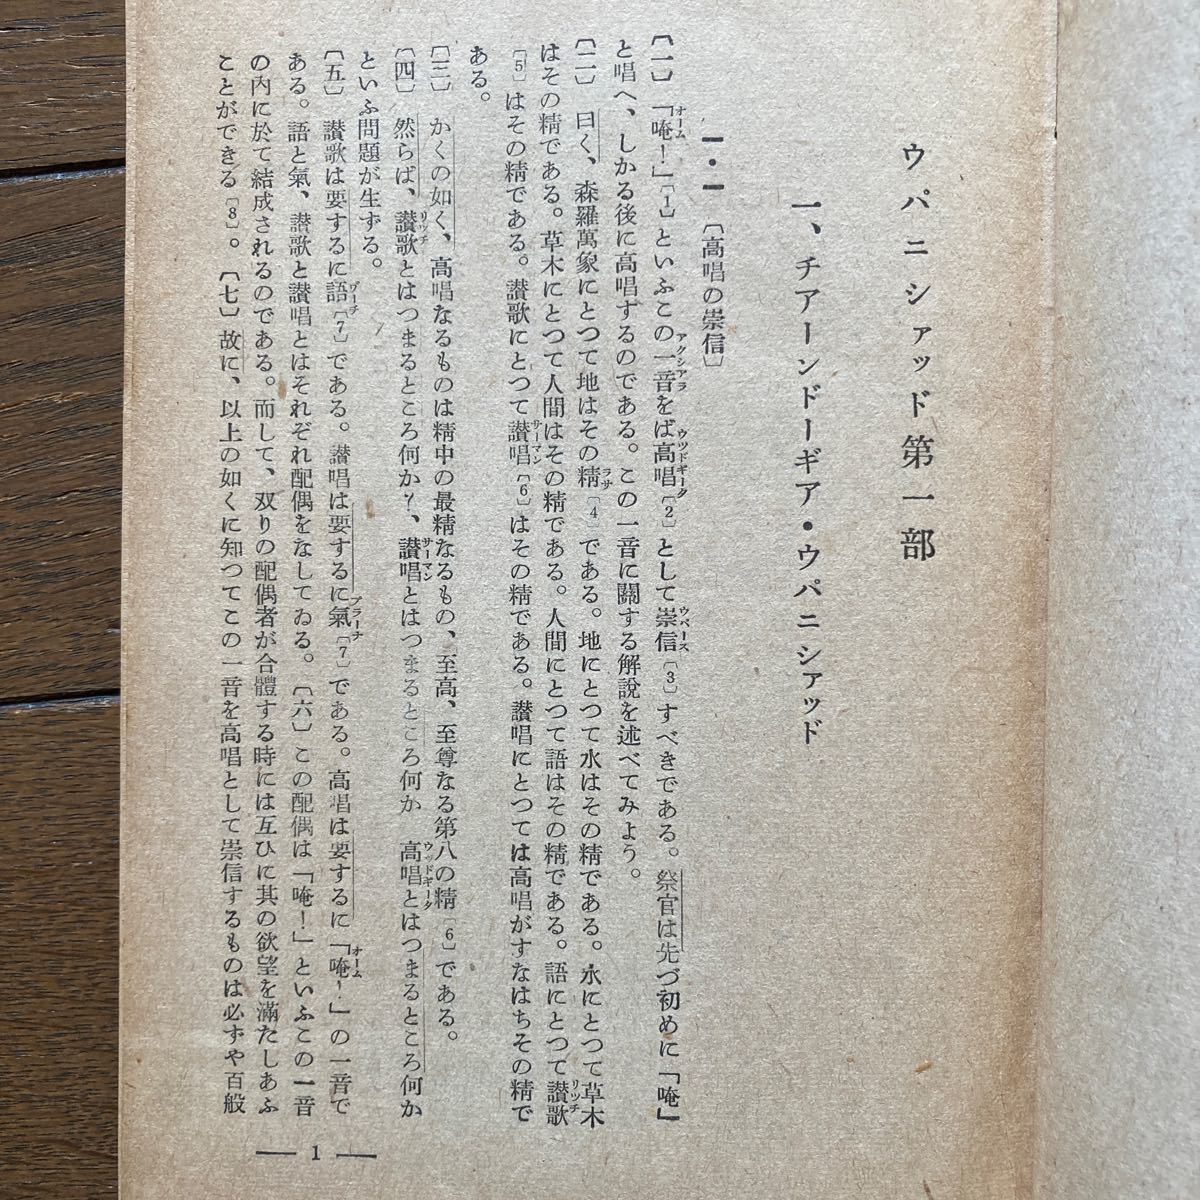 ウパニシァッド第一部
一、チアーンドーギア・ウパニシァッド
一・一 〔高唱の崇信〕
〔一〕 「唵！」〔1〕といふこの一音をば高唱〔2〕として崇信〔3〕すべきである。祭官は先づ初めに「唵」
と唱へ、しかる後に高唱するのである。この一音に關する解說を述べてみよう。
〔二〕 曰く、森羅萬象にとつて地はその精〔4〕である。地にとつて水はその精である。水にとつて草木
はその精である。草木にとつて人間はその精である。人間にとつて語はその精である。語にとつて讃歌
〔5〕はその精である。讃歌にとつて讃唱〔6〕はその精である。讃唱にとつては高唱がすなはちその精で
ある。
〔三〕 かくの如く、高唱なるものは精中の最精なるもの、至高、至尊なる第八の精〔6〕である。
〔四〕 然らば、讃歌とはつまるところ何か？、讃唱とはつまるところ何か 高唱とはつまるところ何か
といふ問題が生ずる。
〔五〕 讃歌は要するに語〔7〕である。讃唱は要するに氣〔7〕である。高唱は要するに「唵！」の一音で
ある。語と氣、讃歌と讃唱とはそれぞれ配偶をなしてゐる。〔六〕この配偶は「唵！」といふこの一音
の內に於て結成されるのである。而して、双りの配偶者が合體する時には互ひに其の欲望を滿たしあふ
ことができる〔8〕。〔七〕故に、以上の如くに知つてこの一音を高唱として崇信するものは必ずや百般
— 1 —